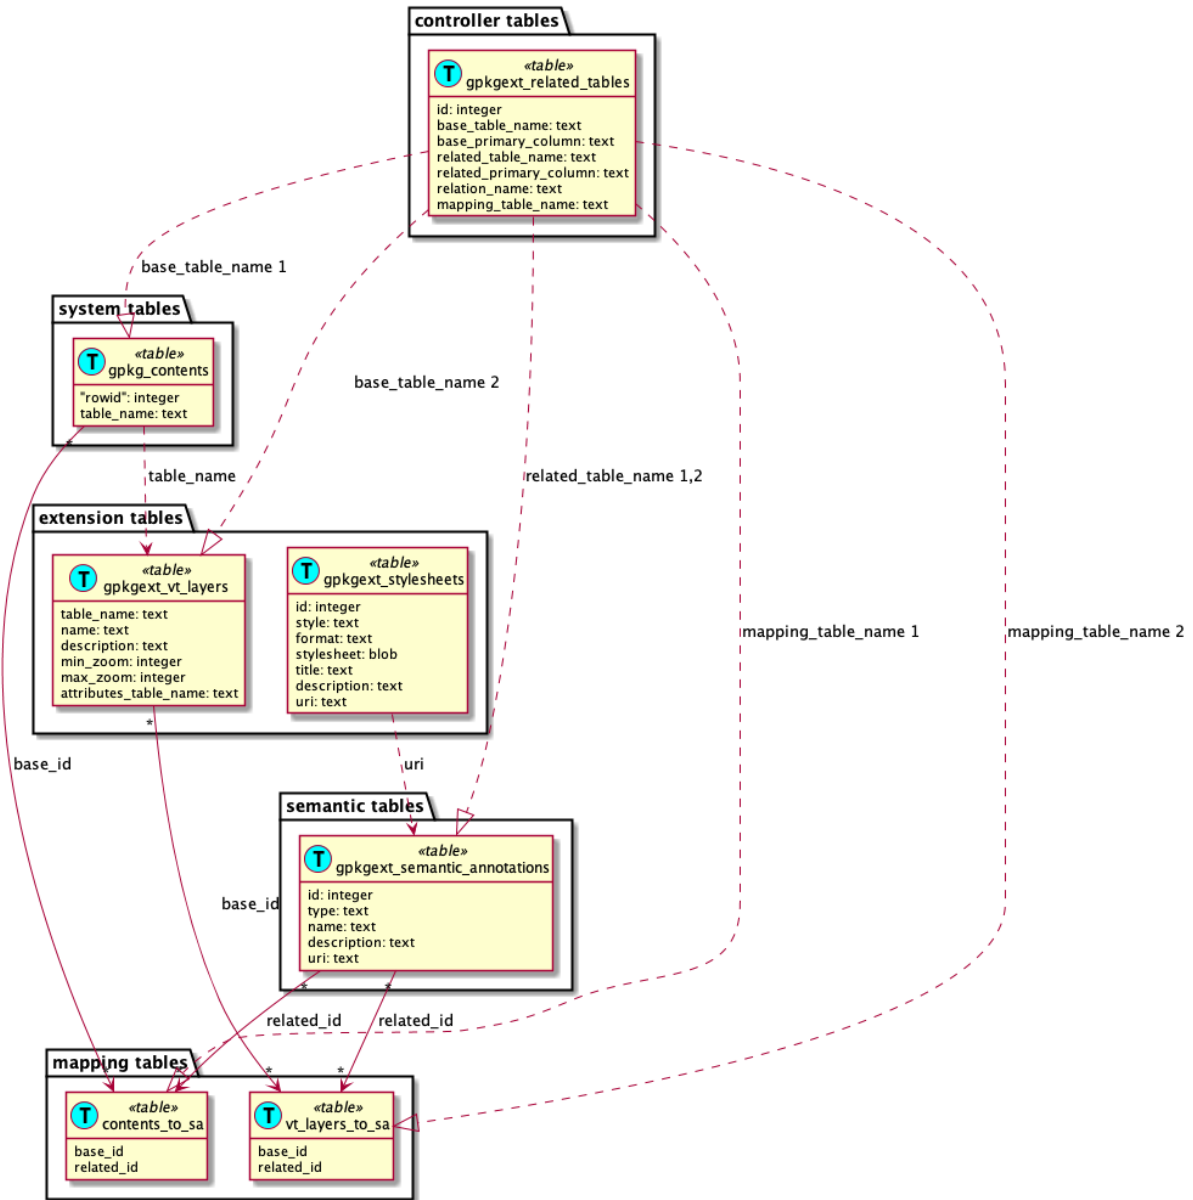 controller tables
«table»
T
gpkgext_related_tables
id: integer
base_table_name: text
base_primary_column: text
related_table_name: text
related_primary_column: text
relation_name: text
mapping_table_name: text
base_table_name 1
system tables
«table»
T
gpkg_contents
"rowid": integer
table_name: text
*
base_table_name 2
table_name
related_table_name 1,2
extension tables
«table»
T
gpkgext_vt_layers
table_name: text
name: text
description: text
min_zoom: integer
max_zoom: integer
attributes_table_name: text
*
«table»
T
gpkgext_stylesheets
id: integer
style: text
format: text
stylesheet: blob
title: text
description: text
uri: text
mapping_table_name 1
mapping_table_name 2
base_id
uri
semantic tables
«table»
T
gpkgext_semantic_annotations
id: integer
type: text
name: text
description: text
uri: text
base_id
*
*
related_id
related_id
mapping tables
*
*
«table»
T
contents_to_sa
base_id
related_id
«table»
T
vt_layers_to_sa
base_id
related_id